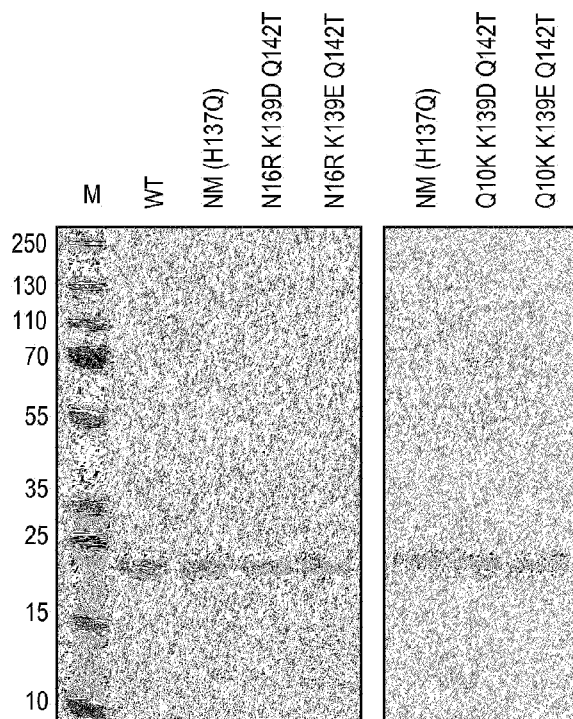 M
WT
NM (H137Q)
N16R K139D Q142T
N16R K139E Q142T
NM (H137Q)
Q10K K139D Q142T
Q10K K139E Q142T
250
130
110
70
55
35
25
15
10